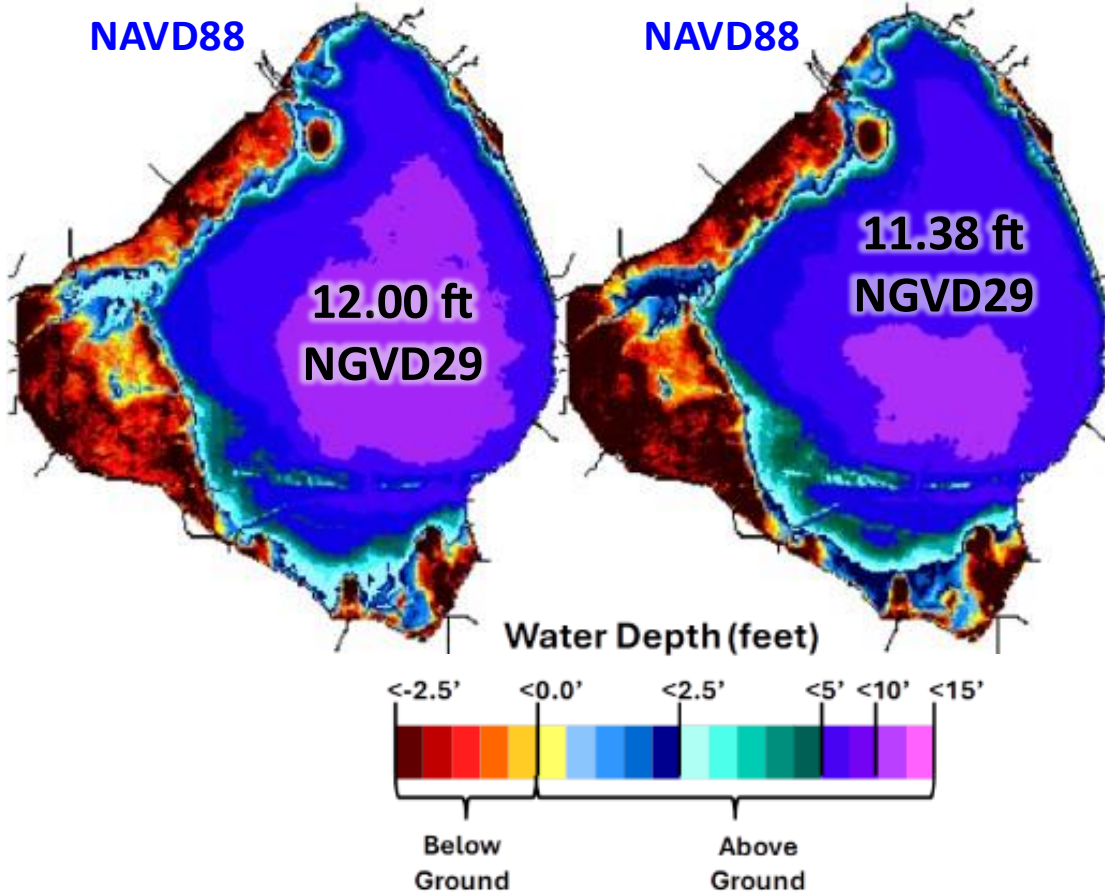 NAVD88
NAVD88
12.00 ft
NGVD29
11.38 ft
NGVD29
Water Depth (feet)
<-2.5’ <0.0’ <2.5’ <5’ <10’ <15’
Below
Ground
Above
Ground